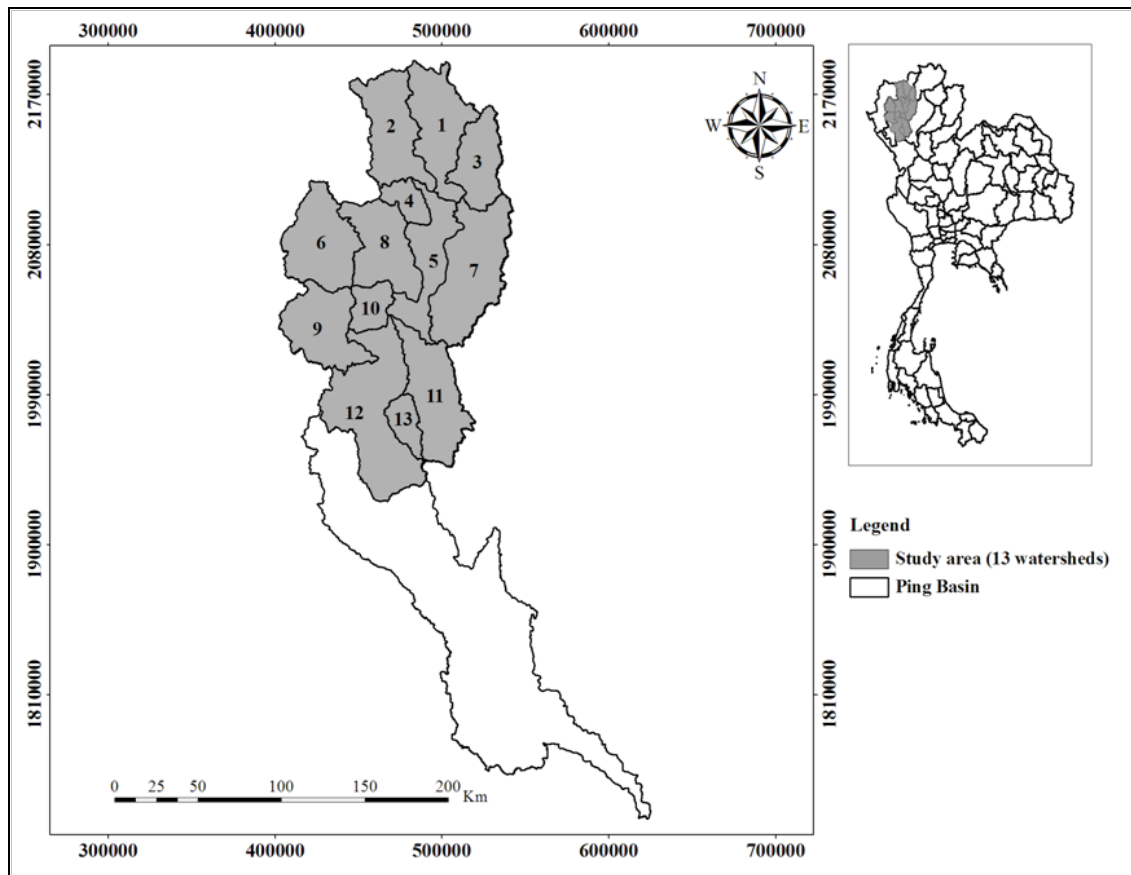 300000 400000 500000 600000 700000
N
W E
S
2170000 2170000
2080000 2080000
1990000 1990000
1900000 1900000
1810000 1810000
2 1
3
4
6 8 5 7
10
9
11
12 13
Legend
Study area (13 watersheds)
Ping Basin
0 25 50 100 150 200
Km
300000 400000 500000 600000 700000